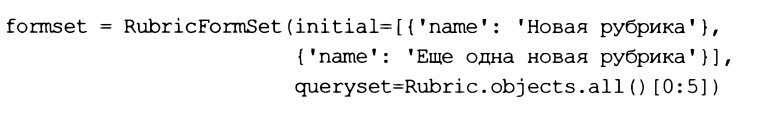 formset = RubricFormSet(initial=[{'name': 'Новая рубрика'},
{'name': 'Еще одна новая рубрика'}],
queryset=Rubric.objects.all()[0:5])